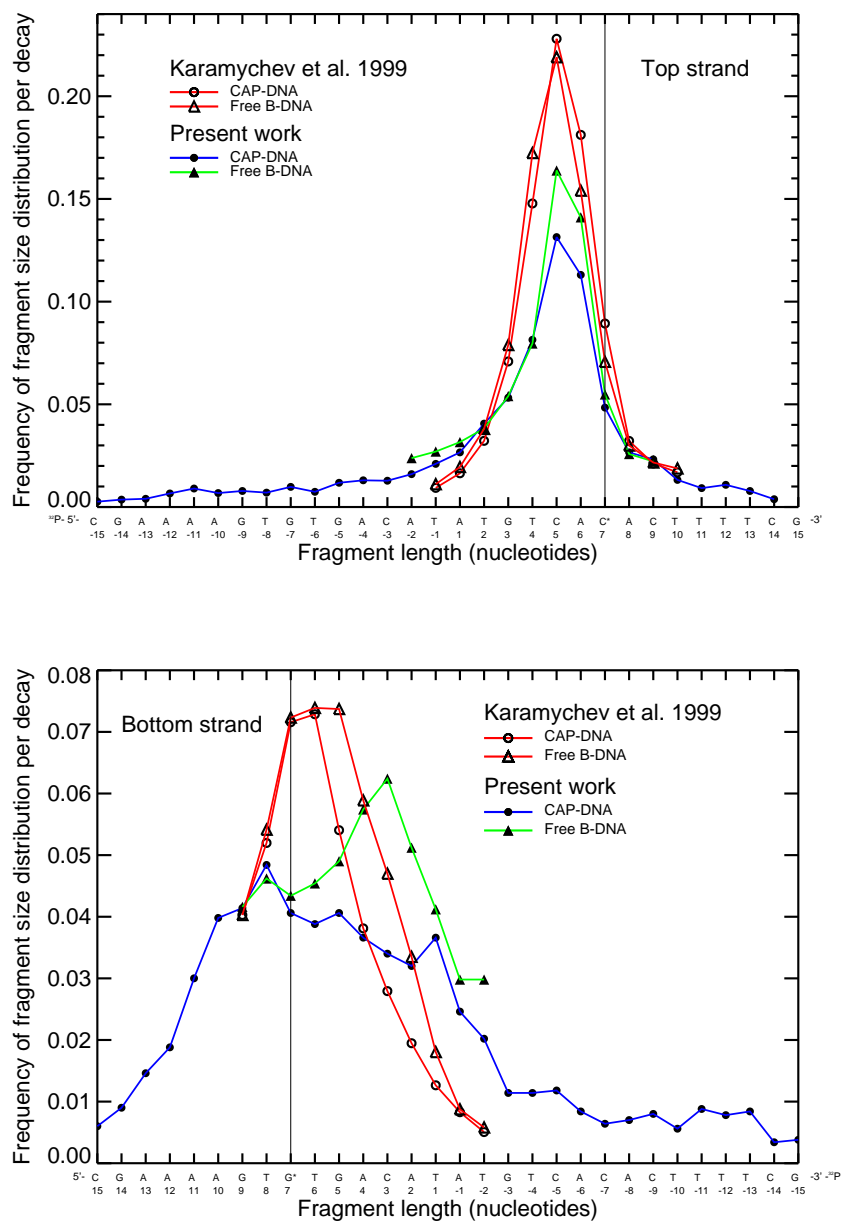 Frequency of fragment size distribution per decay
0.20
0.15
0.10
0.05
0.00
Karamychev et al. 1999
CAP-DNA
Free B-DNA
Present work
CAP-DNA
Free B-DNA
Top strand
³²P- 5'- C G A A A A G T G T G A C A T A T G T C A C* A C T T T T C G -3'
-15 -14 -13 -12 -11 -10 -9 -8 -7 -6 -5 -4 -3 -2 -1 1 2 3 4 5 6 7 8 9 10 11 12 13 14 15
Fragment length (nucleotides)
Frequency of fragment size distribution per decay
0.08
0.07
0.06
0.05
0.04
0.03
0.02
0.01
0.00
Bottom strand
Karamychev et al. 1999
CAP-DNA
Free B-DNA
Present work
CAP-DNA
Free B-DNA
5'- C G A A A A G T G* T G A C A T A T G T C A C A C T T T T C G -3' -³²P
15 14 13 12 11 10 9 8 7 6 5 4 3 2 1 -1 -2 -3 -4 -5 -6 -7 -8 -9 -10 -11 -12 -13 -14 -15
Fragment length (nucleotides)